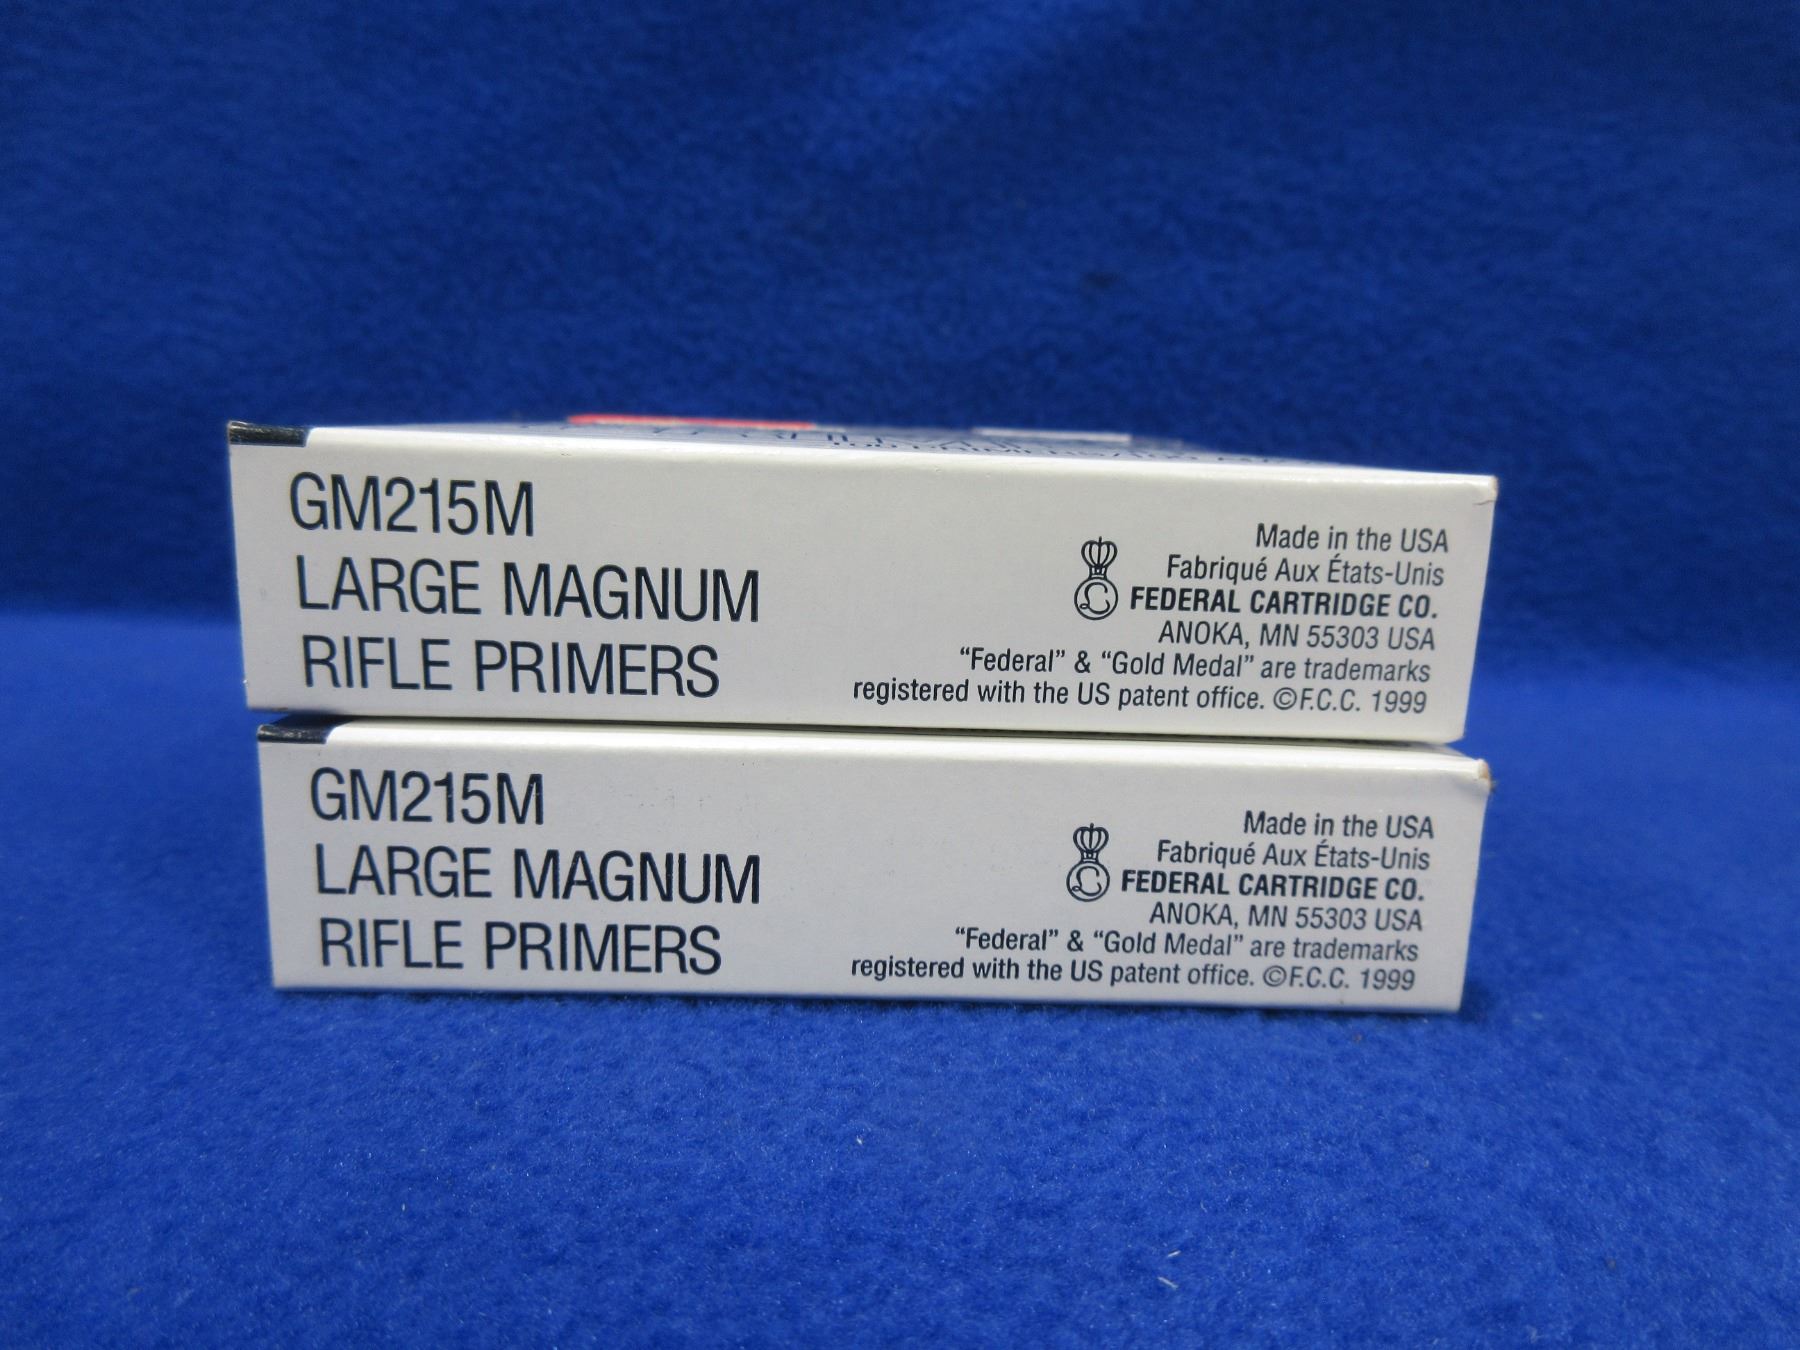 GM215M
LARGE MAGNUM
RIFLE PRIMERS
Made in the USA
Fabriqué Aux États-Unis
FEDERAL CARTRIDGE CO.
ANOKA, MN 55303 USA
“Federal” & “Gold Medal” are trademarks
registered with the US patent office. ©F.C.C. 1999
GM215M
LARGE MAGNUM
RIFLE PRIMERS
Made in the USA
Fabriqué Aux États-Unis
FEDERAL CARTRIDGE CO.
ANOKA, MN 55303 USA
“Federal” & “Gold Medal” are trademarks
registered with the US patent office. ©F.C.C. 1999